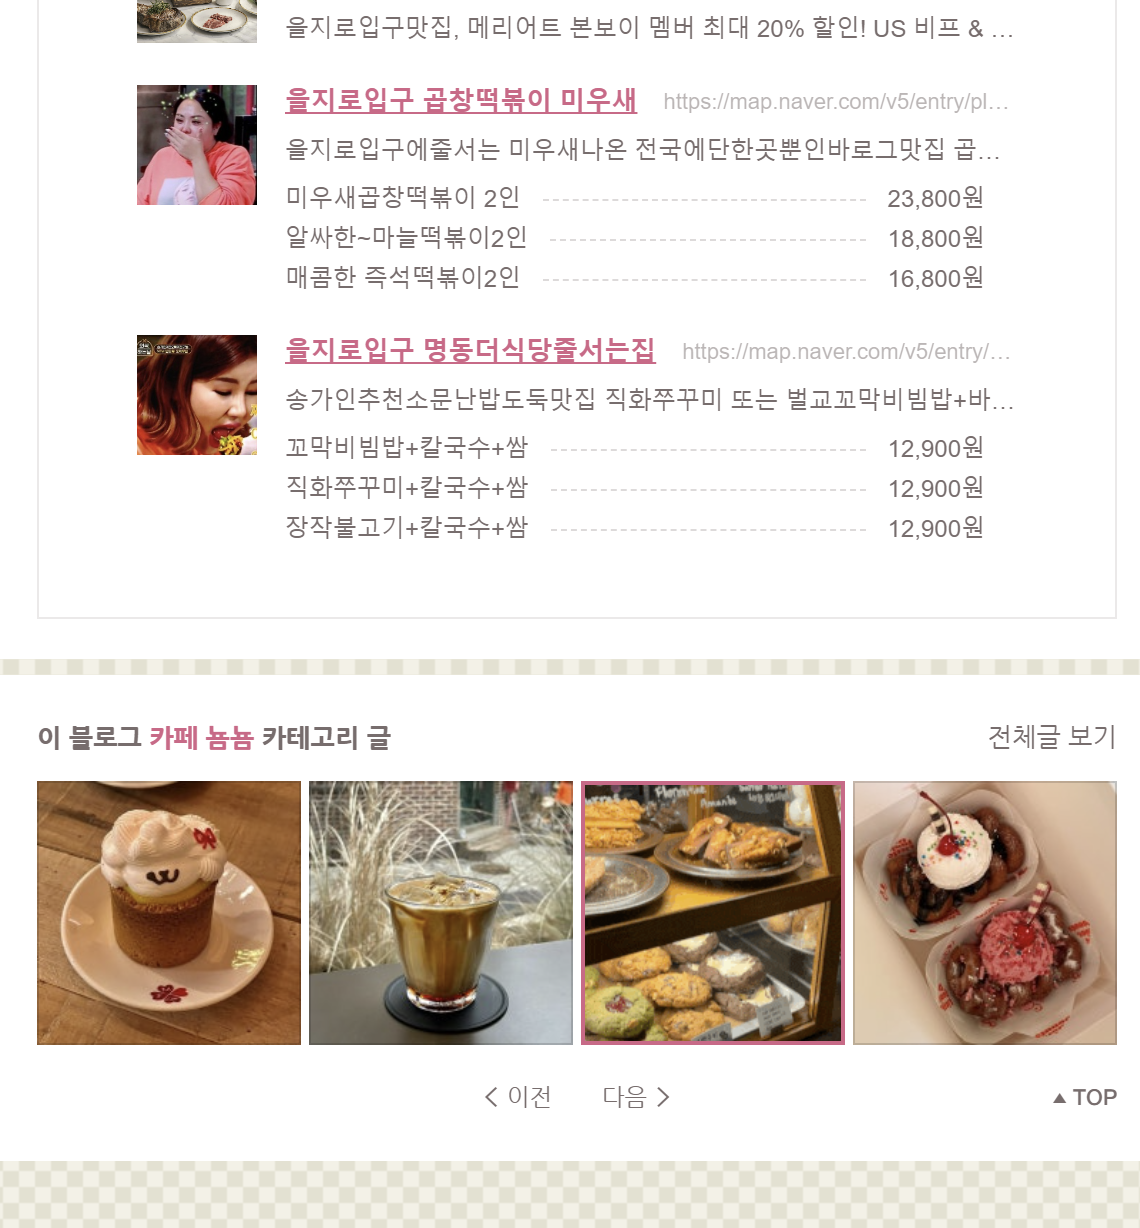 을지로입구맛집, 메리어트 본보이 멤버 최대 20% 할인! US 비프 & ...
을지로입구 곱창떡볶이 미우새 https://map.naver.com/v5/entry/pl...
을지로입구에줄서는 미우새나온 전국에단한곳뿐인바로그맛집 곱...
미우새곱창떡볶이 2인 23,800원
알싸한~마늘떡볶이2인 18,800원
매콤한 즉석떡볶이2인 16,800원
을지로입구 명동더식당줄서는집 https://map.naver.com/v5/entry/...
송가인추천소문난밥도둑맛집 직화쭈꾸미 또는 벌교꼬막비빔밥+바...
꼬막비빔밥+칼국수+쌈 12,900원
직화쭈꾸미+칼국수+쌈 12,900원
장작불고기+칼국수+쌈 12,900원
이 블로그 카페 뇸뇸 카테고리 글 전체글 보기
Florentine
Amande
이전 다음 TOP